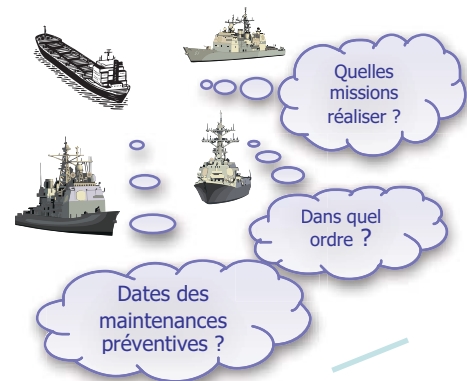 Quelles
missions
réaliser ?
Dans quel
ordre ?
Dates des
maintenances
préventives ?